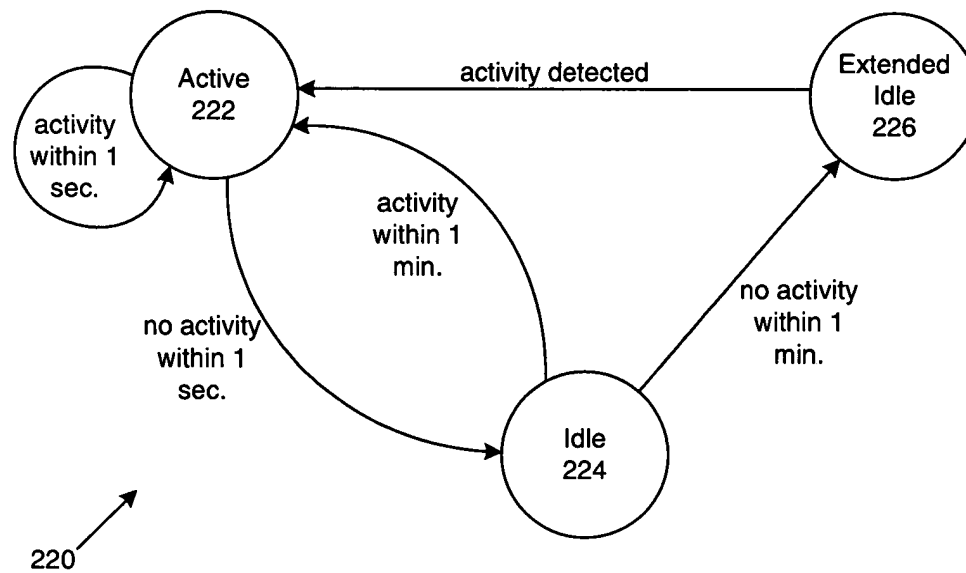 Active
222
activity detected
Extended
Idle
226
activity
within 1
sec.
activity
within 1
min.
no activity
within 1
sec.
no activity
within 1
min.
Idle
224
220